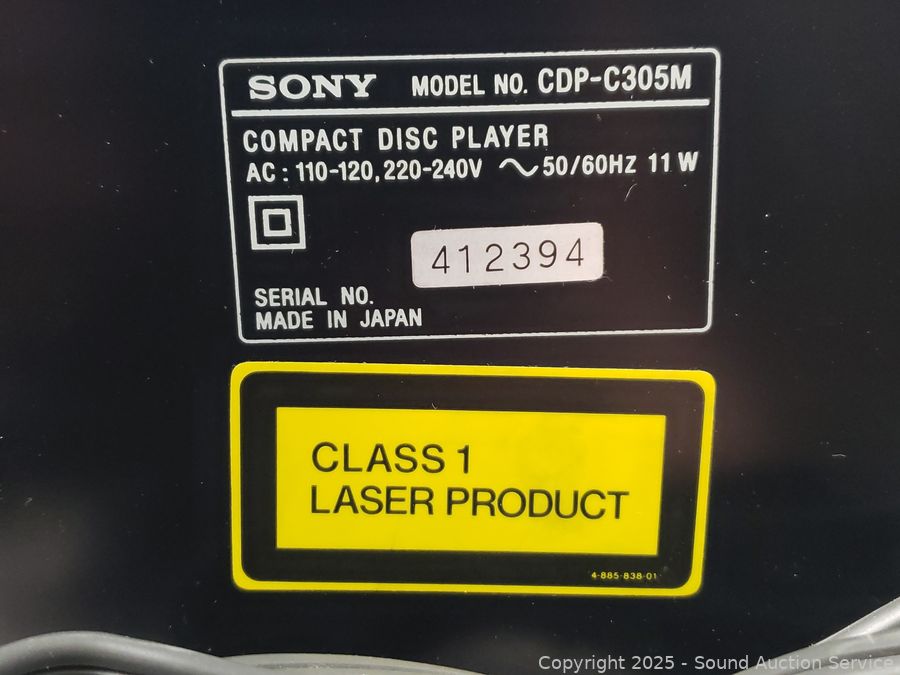 SONY MODEL NO. CDP-C305M
COMPACT DISC PLAYER
AC : 110-120, 220-240V ∼ 50/60HZ 11 W
412394
SERIAL NO.
MADE IN JAPAN
CLASS 1
LASER PRODUCT
4-885-838-01
Copyright 2025 - Sound Auction Service